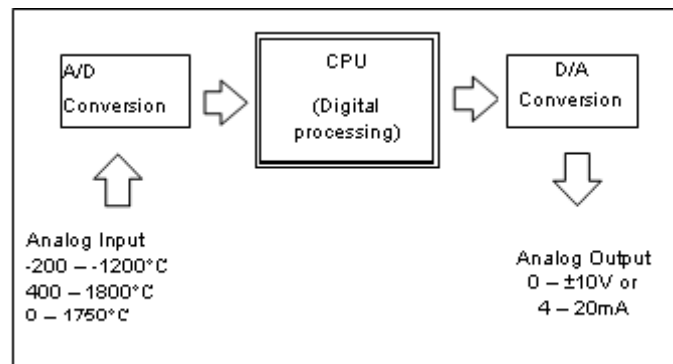 A/D
Conversion
CPU
(Digital
processing)
D/A
Conversion
Analog Input
-200 – -1200°C
400 – 1800°C
0 – 1750°C
Analog Output
0 – ±10V or
4 – 20mA